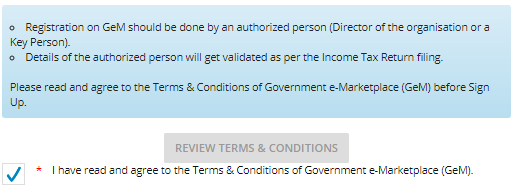 Registration on GeM should be done by an authorized person (Director of the organisation or a
Key Person).
Details of the authorized person will get validated as per the Income Tax Return filing.
Please read and agree to the Terms & Conditions of Government e-Marketplace (GeM) before Sign
Up.
REVIEW TERMS & CONDITIONS
* I have read and agree to the Terms & Conditions of Government e-Marketplace (GeM).